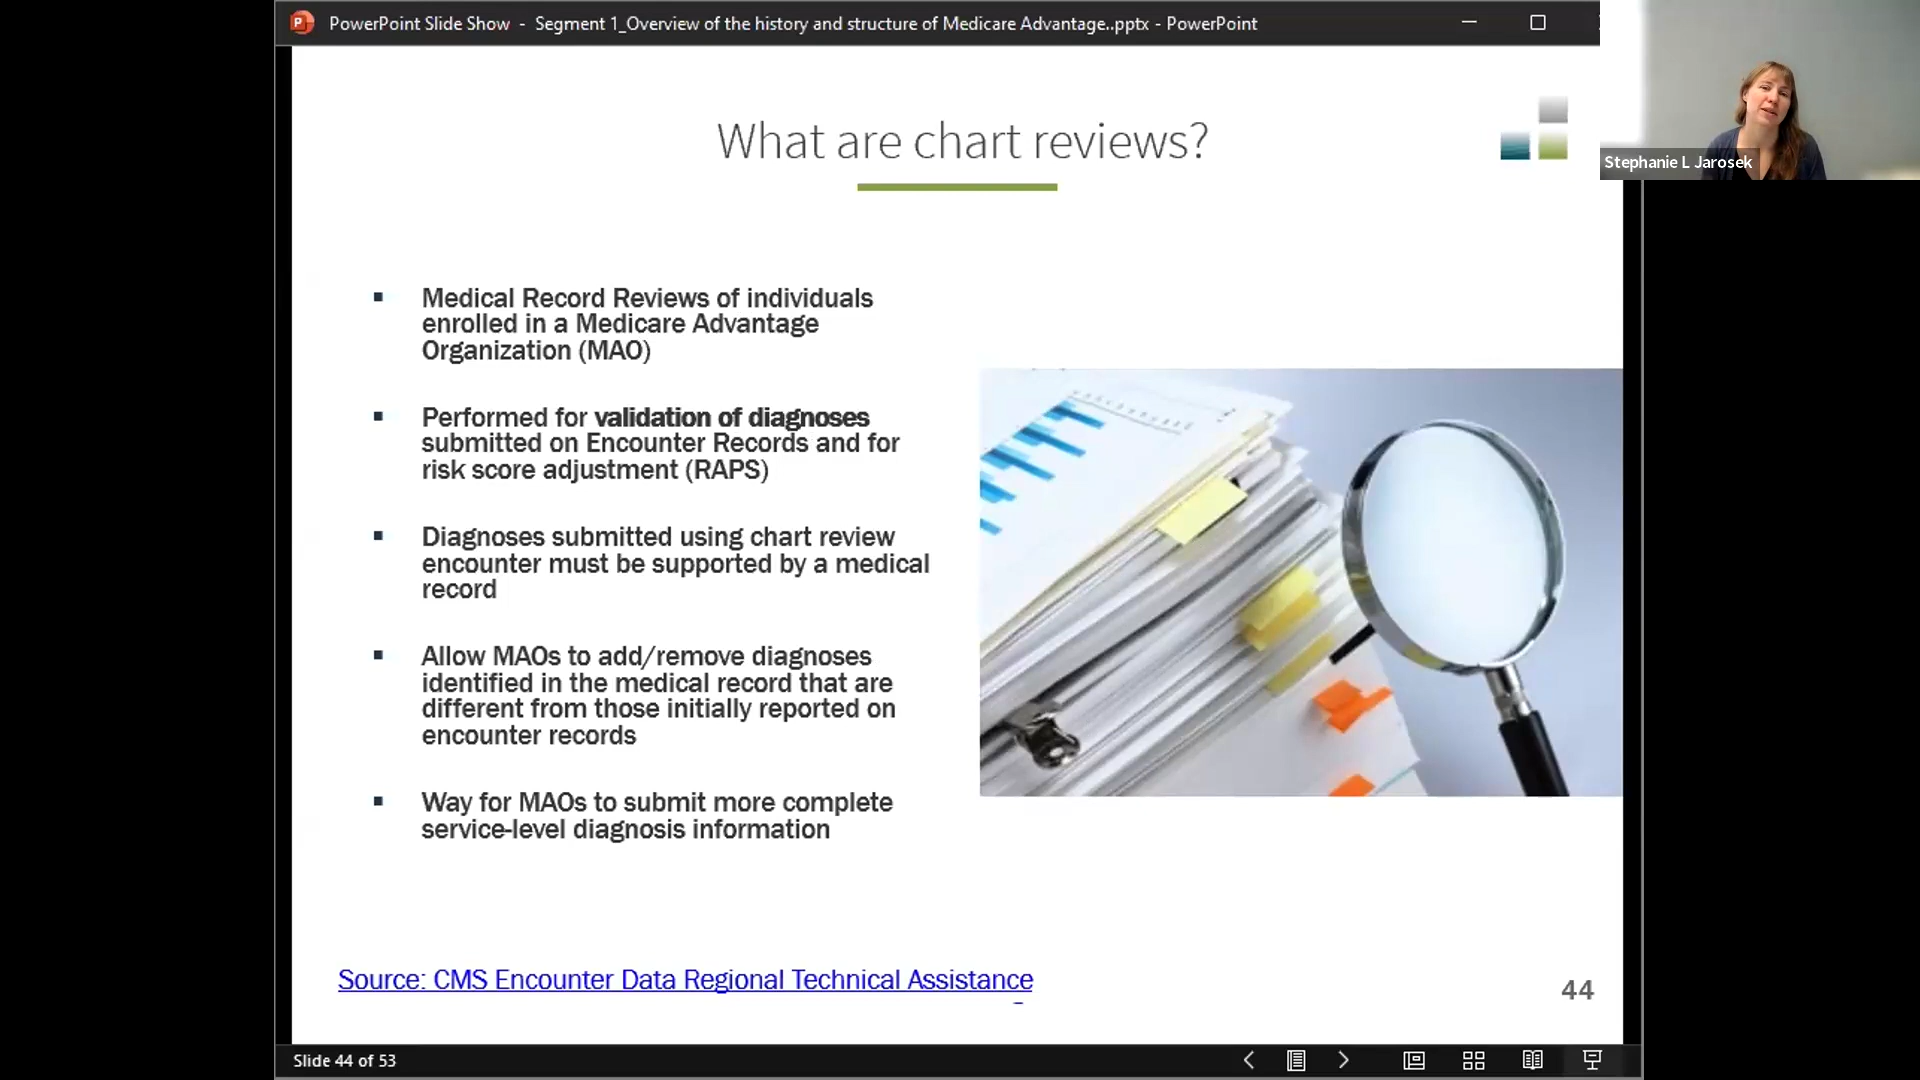 PowerPoint Slide Show - Segment 1_Overview of the history and structure of Medicare Advantage..pptx - PowerPoint
What are chart reviews?
Stephanie L Jarosek
▪ Medical Record Reviews of individuals
enrolled in a Medicare Advantage
Organization (MAO)
▪ Performed for validation of diagnoses
submitted on Encounter Records and for
risk score adjustment (RAPS)
▪ Diagnoses submitted using chart review
encounter must be supported by a medical
record
▪ Allow MAOs to add/remove diagnoses
identified in the medical record that are
different from those initially reported on
encounter records
▪ Way for MAOs to submit more complete
service-level diagnosis information
Source: CMS Encounter Data Regional Technical Assistance
44
Slide 44 of 53